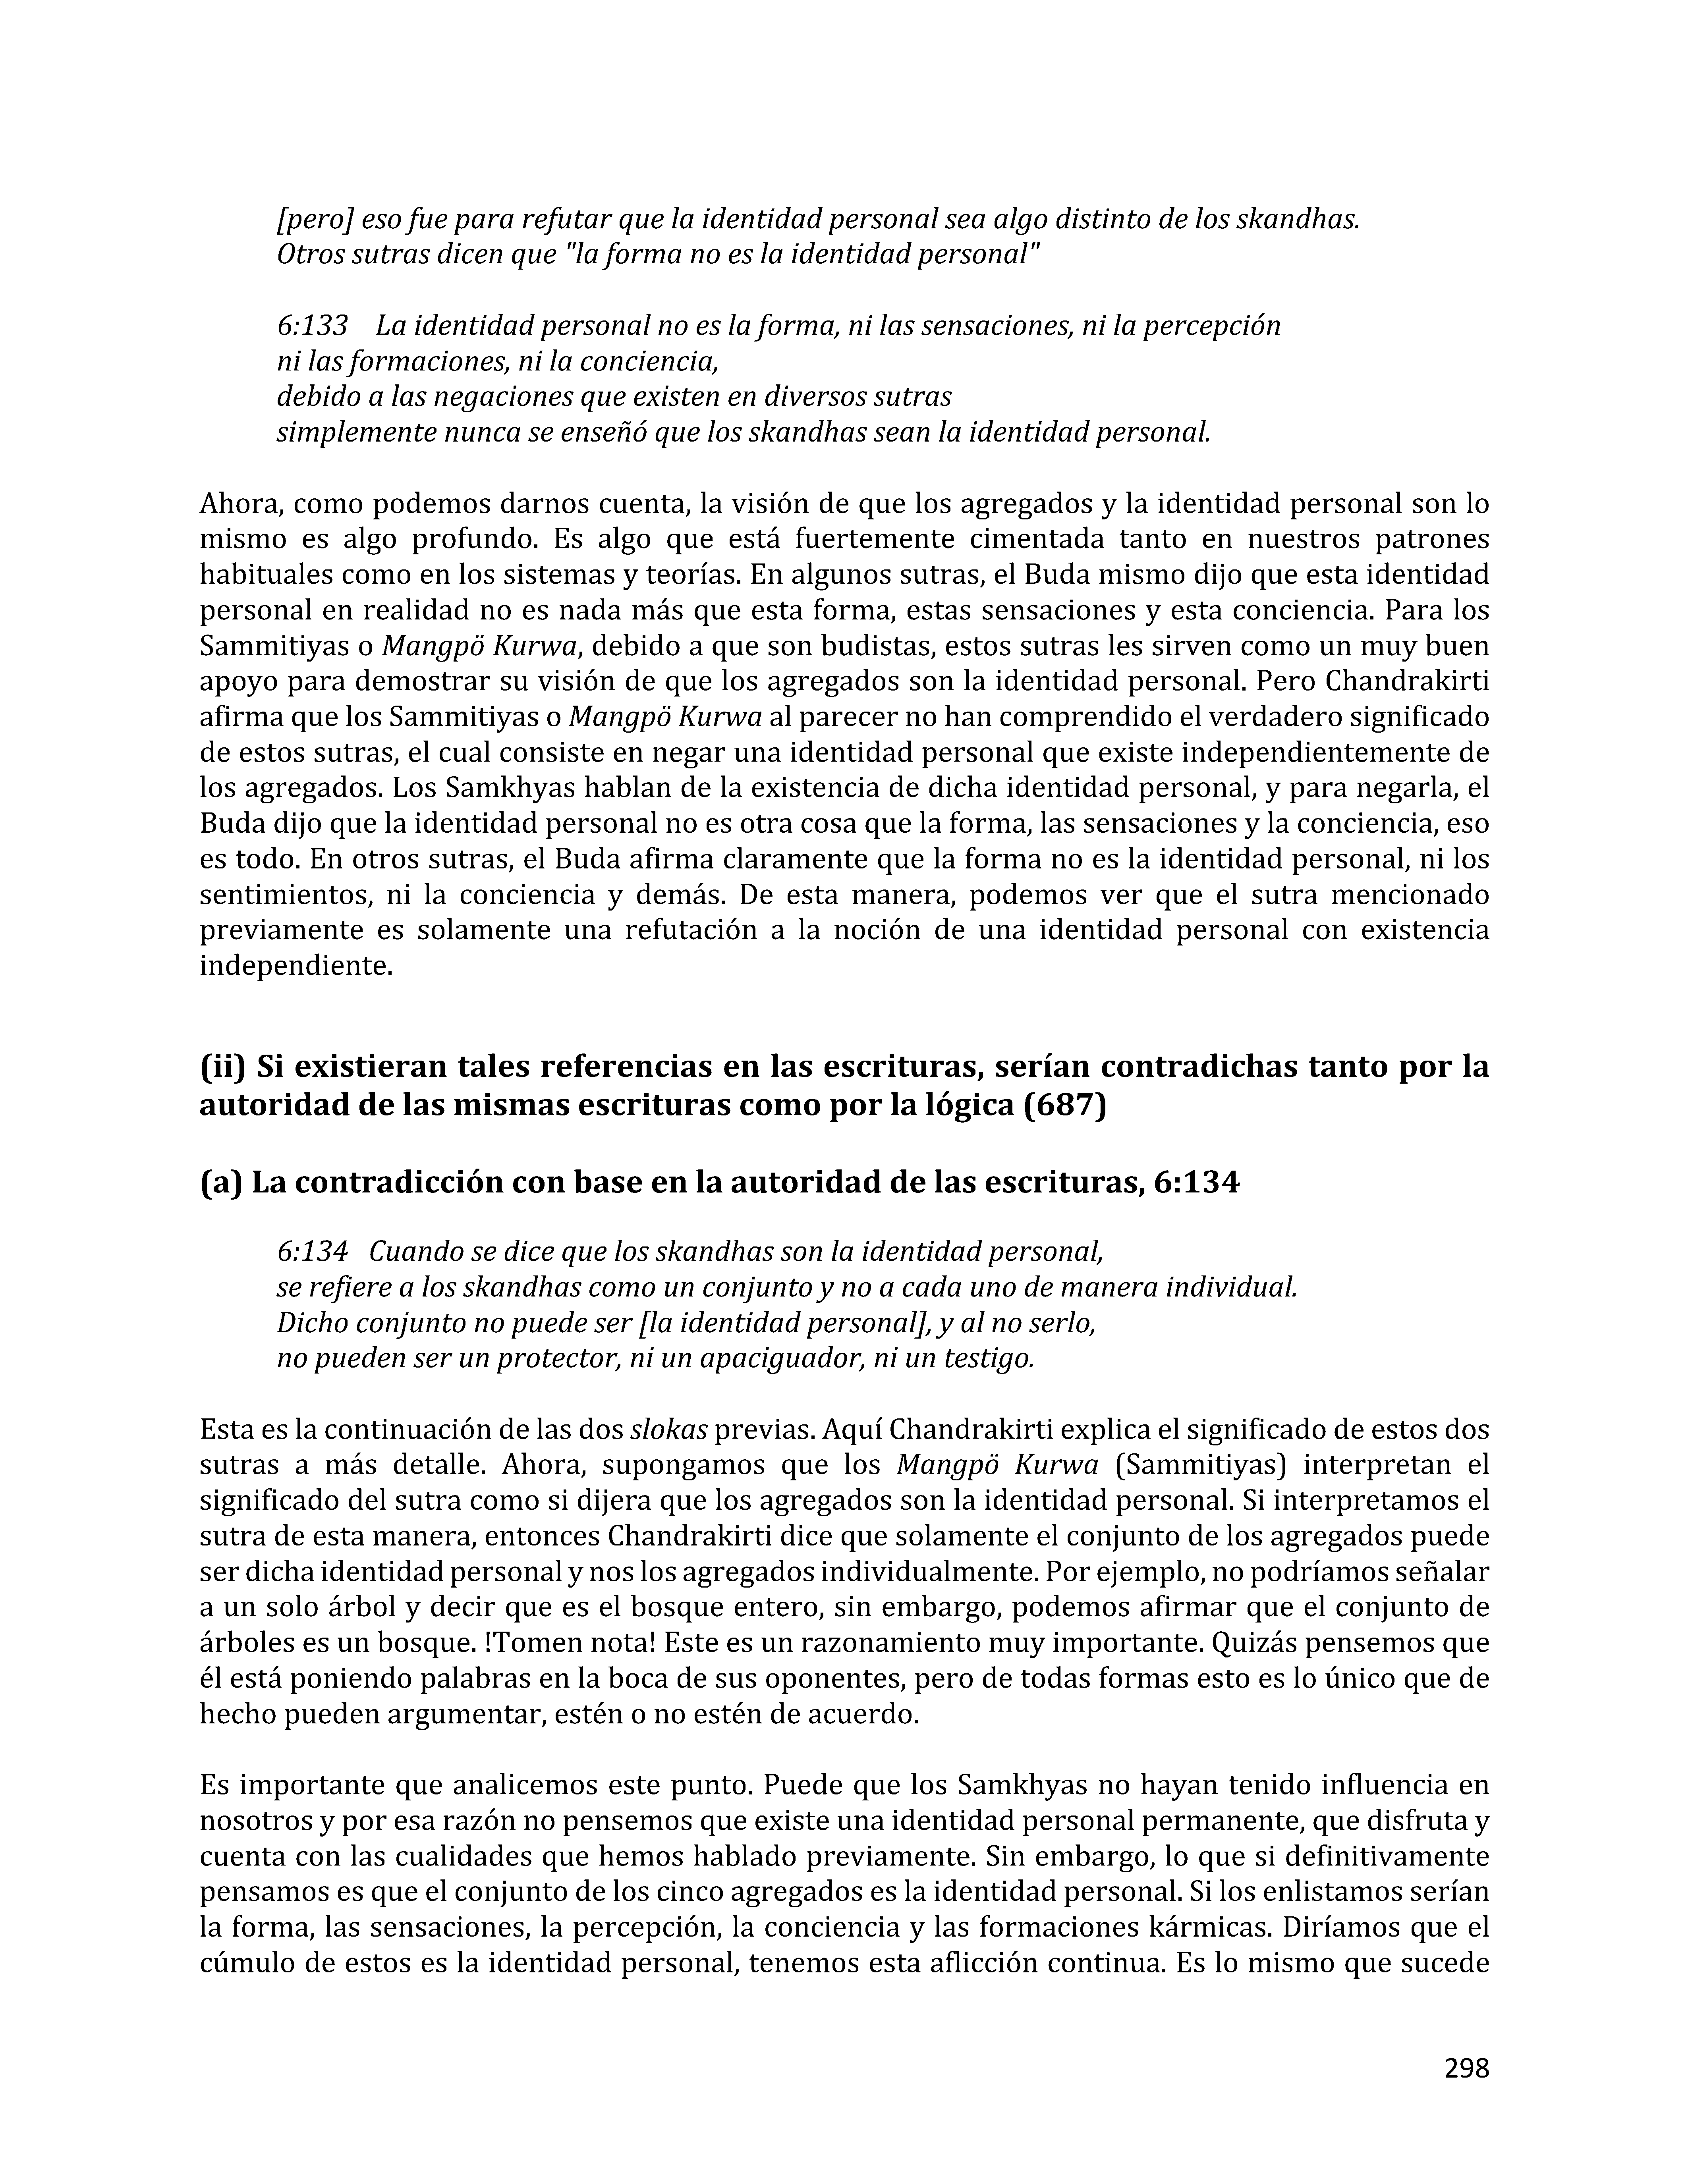 [pero] eso fue para refutar que la identidad personal sea algo distinto de los skandhas.
Otros sutras dicen que "la forma no es la identidad personal"
6:133 La identidad personal no es la forma, ni las sensaciones, ni la percepción
ni las formaciones, ni la conciencia,
debido a las negaciones que existen en diversos sutras
simplemente nunca se enseñó que los skandhas sean la identidad personal.
Ahora, como podemos darnos cuenta, la visión de que los agregados y la identidad personal son lo
mismo es algo profundo. Es algo que está fuertemente cimentada tanto en nuestros patrones
habituales como en los sistemas y teorías. En algunos sutras, el Buda mismo dijo que esta identidad
personal en realidad no es nada más que esta forma, estas sensaciones y esta conciencia. Para los
Sammitiyas o Mangpö Kurwa, debido a que son budistas, estos sutras les sirven como un muy buen
apoyo para demostrar su visión de que los agregados son la identidad personal. Pero Chandrakirti
afirma que los Sammitiyas o Mangpö Kurwa al parecer no han comprendido el verdadero significado
de estos sutras, el cual consiste en negar una identidad personal que existe independientemente de
los agregados. Los Samkhyas hablan de la existencia de dicha identidad personal, y para negarla, el
Buda dijo que la identidad personal no es otra cosa que la forma, las sensaciones y la conciencia, eso
es todo. En otros sutras, el Buda afirma claramente que la forma no es la identidad personal, ni los
sentimientos, ni la conciencia y demás. De esta manera, podemos ver que el sutra mencionado
previamente es solamente una refutación a la noción de una identidad personal con existencia
independiente.
(ii) Si existieran tales referencias en las escrituras, serían contradichas tanto por la
autoridad de las mismas escrituras como por la lógica (687)
(a) La contradicción con base en la autoridad de las escrituras, 6:134
6:134 Cuando se dice que los skandhas son la identidad personal,
se refiere a los skandhas como un conjunto y no a cada uno de manera individual.
Dicho conjunto no puede ser [la identidad personal], y al no serlo,
no pueden ser un protector, ni un apaciguador, ni un testigo.
Esta es la continuación de las dos slokas previas. Aquí Chandrakirti explica el significado de estos dos
sutras a más detalle. Ahora, supongamos que los Mangpö Kurwa (Sammitiyas) interpretan el
significado del sutra como si dijera que los agregados son la identidad personal. Si interpretamos el
sutra de esta manera, entonces Chandrakirti dice que solamente el conjunto de los agregados puede
ser dicha identidad personal y nos los agregados individualmente. Por ejemplo, no podríamos señalar
a un solo árbol y decir que es el bosque entero, sin embargo, podemos afirmar que el conjunto de
árboles es un bosque. !Tomen nota! Este es un razonamiento muy importante. Quizás pensemos que
él está poniendo palabras en la boca de sus oponentes, pero de todas formas esto es lo único que de
hecho pueden argumentar, estén o no estén de acuerdo.
Es importante que analicemos este punto. Puede que los Samkhyas no hayan tenido influencia en
nosotros y por esa razón no pensemos que existe una identidad personal permanente, que disfruta y
cuenta con las cualidades que hemos hablado previamente. Sin embargo, lo que si definitivamente
pensamos es que el conjunto de los cinco agregados es la identidad personal. Si los enlistamos serían
la forma, las sensaciones, la percepción, la conciencia y las formaciones kármicas. Diríamos que el
cúmulo de estos es la identidad personal, tenemos esta aflicción continua. Es lo mismo que sucede
298